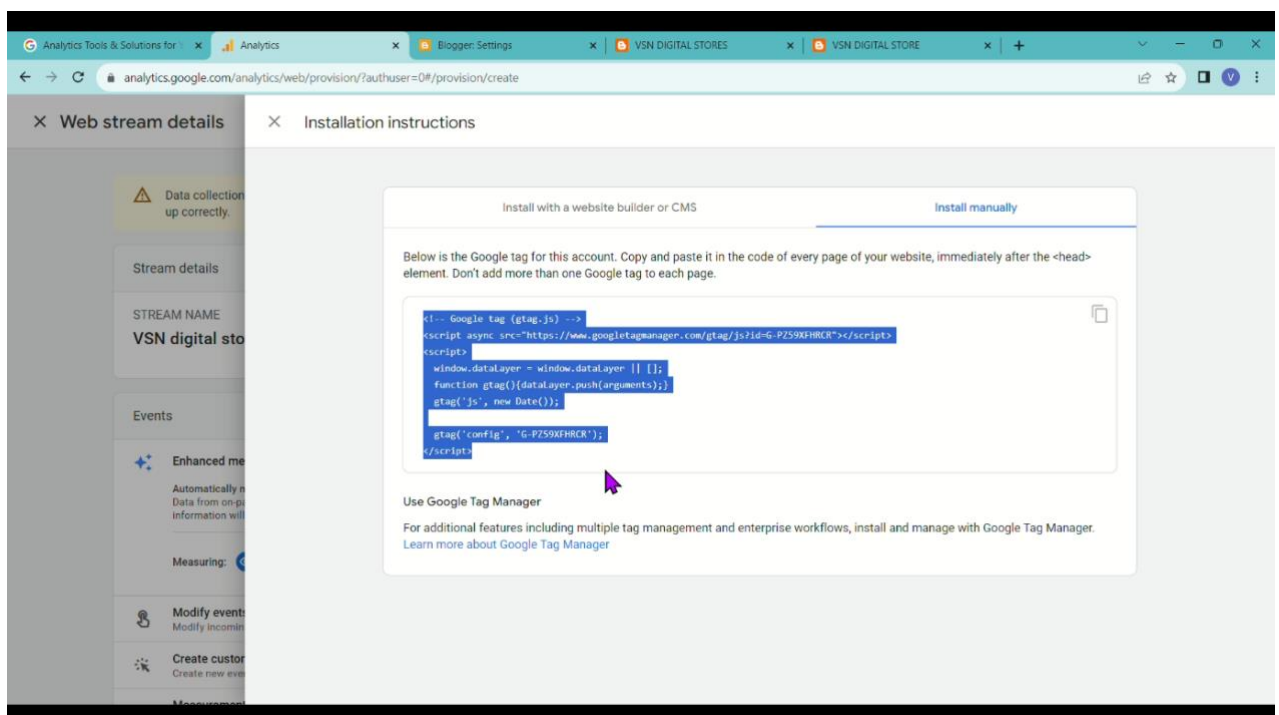 Analytics Tools & Solutions for
Analytics
Blogger: Settings
VSN DIGITAL STORES
VSN DIGITAL STORE
analytics.google.com/analytics/web/provision/?authuser=0#/provision/create
V
Web stream details
Installation instructions
Data collection
up correctly.
Stream details
STREAM NAME
VSN digital sto
Events
Enhanced me
Automatically
Data from on-pa
information will
Measuring:
Modify event
Modify incomin
Create custor
Create new eve
Install with a website builder or CMS
Install manually
Below is the Google tag for this account. Copy and paste it in the code of every page of your website, immediately after the <head>
element. Don't add more than one Google tag to each page.
<!-- Google tag (gtag.js) -->
<script async src="https://www.googletagmanager.com/gtag/js?id=G-PZ59XFHRCR"></script>
<script>
window.dataLayer = window.dataLayer || [];
function gtag(){dataLayer.push(arguments);}
gtag('js', new Date());
gtag('config', 'G-PZ59XFHRCR');
</script>
Use Google Tag Manager
For additional features including multiple tag management and enterprise workflows, install and manage with Google Tag Manager.
Learn more about Google Tag Manager